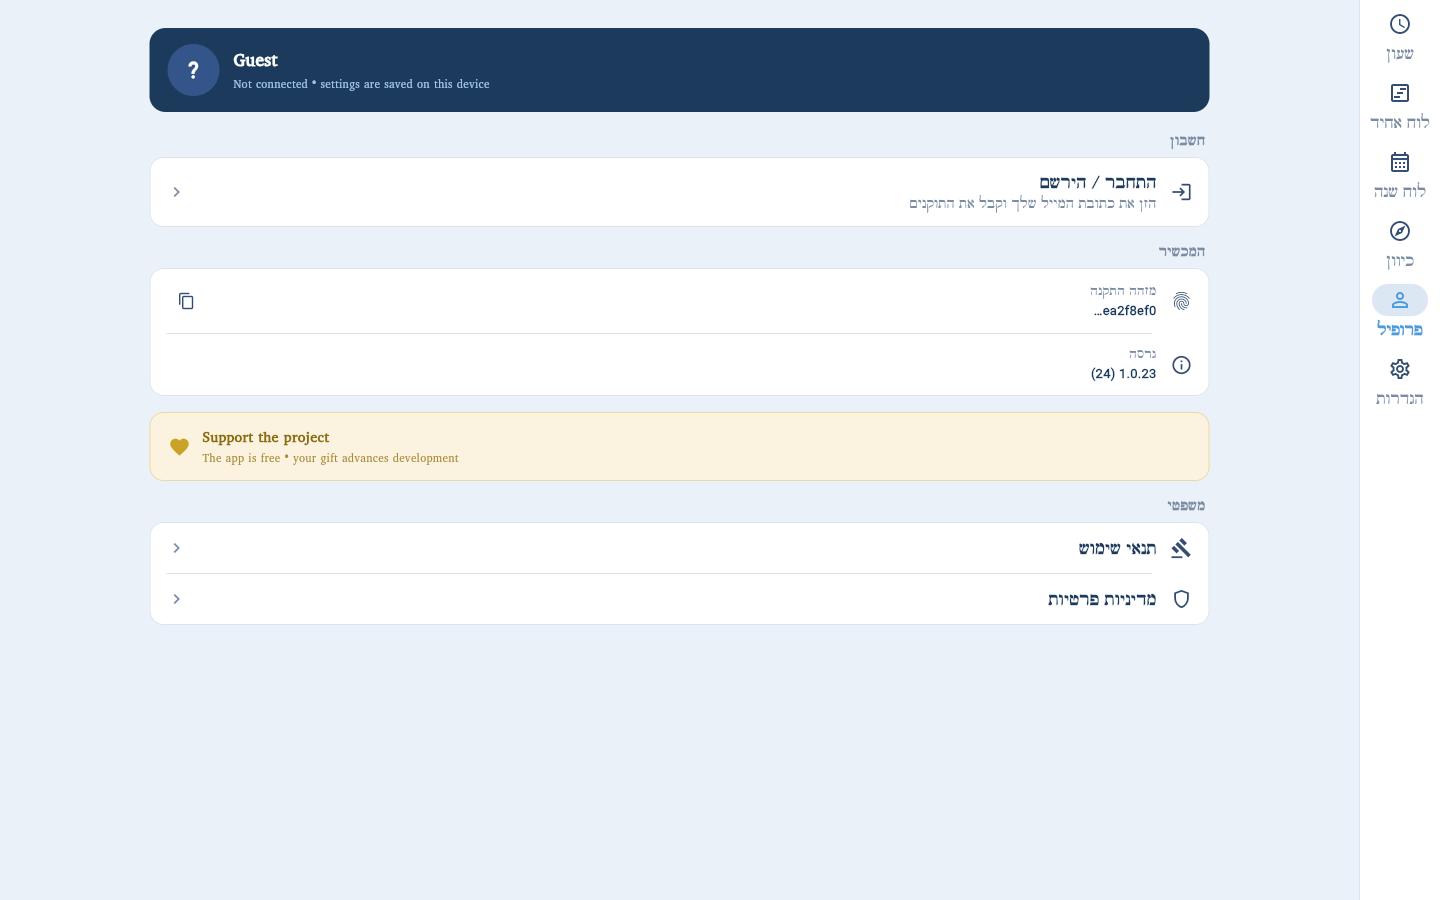 Guest
Not connected • settings are saved on this device
חשבון
התחבר / הירשם
הזן את כתובת המייל שלך וקבל את התוקנים
המכשיר
מזהה התקנה
…ea2f8ef0
גרסה
1.0.23 (24)
Support the project
The app is free • your gift advances development
משפטי
תנאי שימוש
מדיניות פרטיות
שעון
לוח אחיד
לוח שנה
כיוון
פרופיל
הגדרות